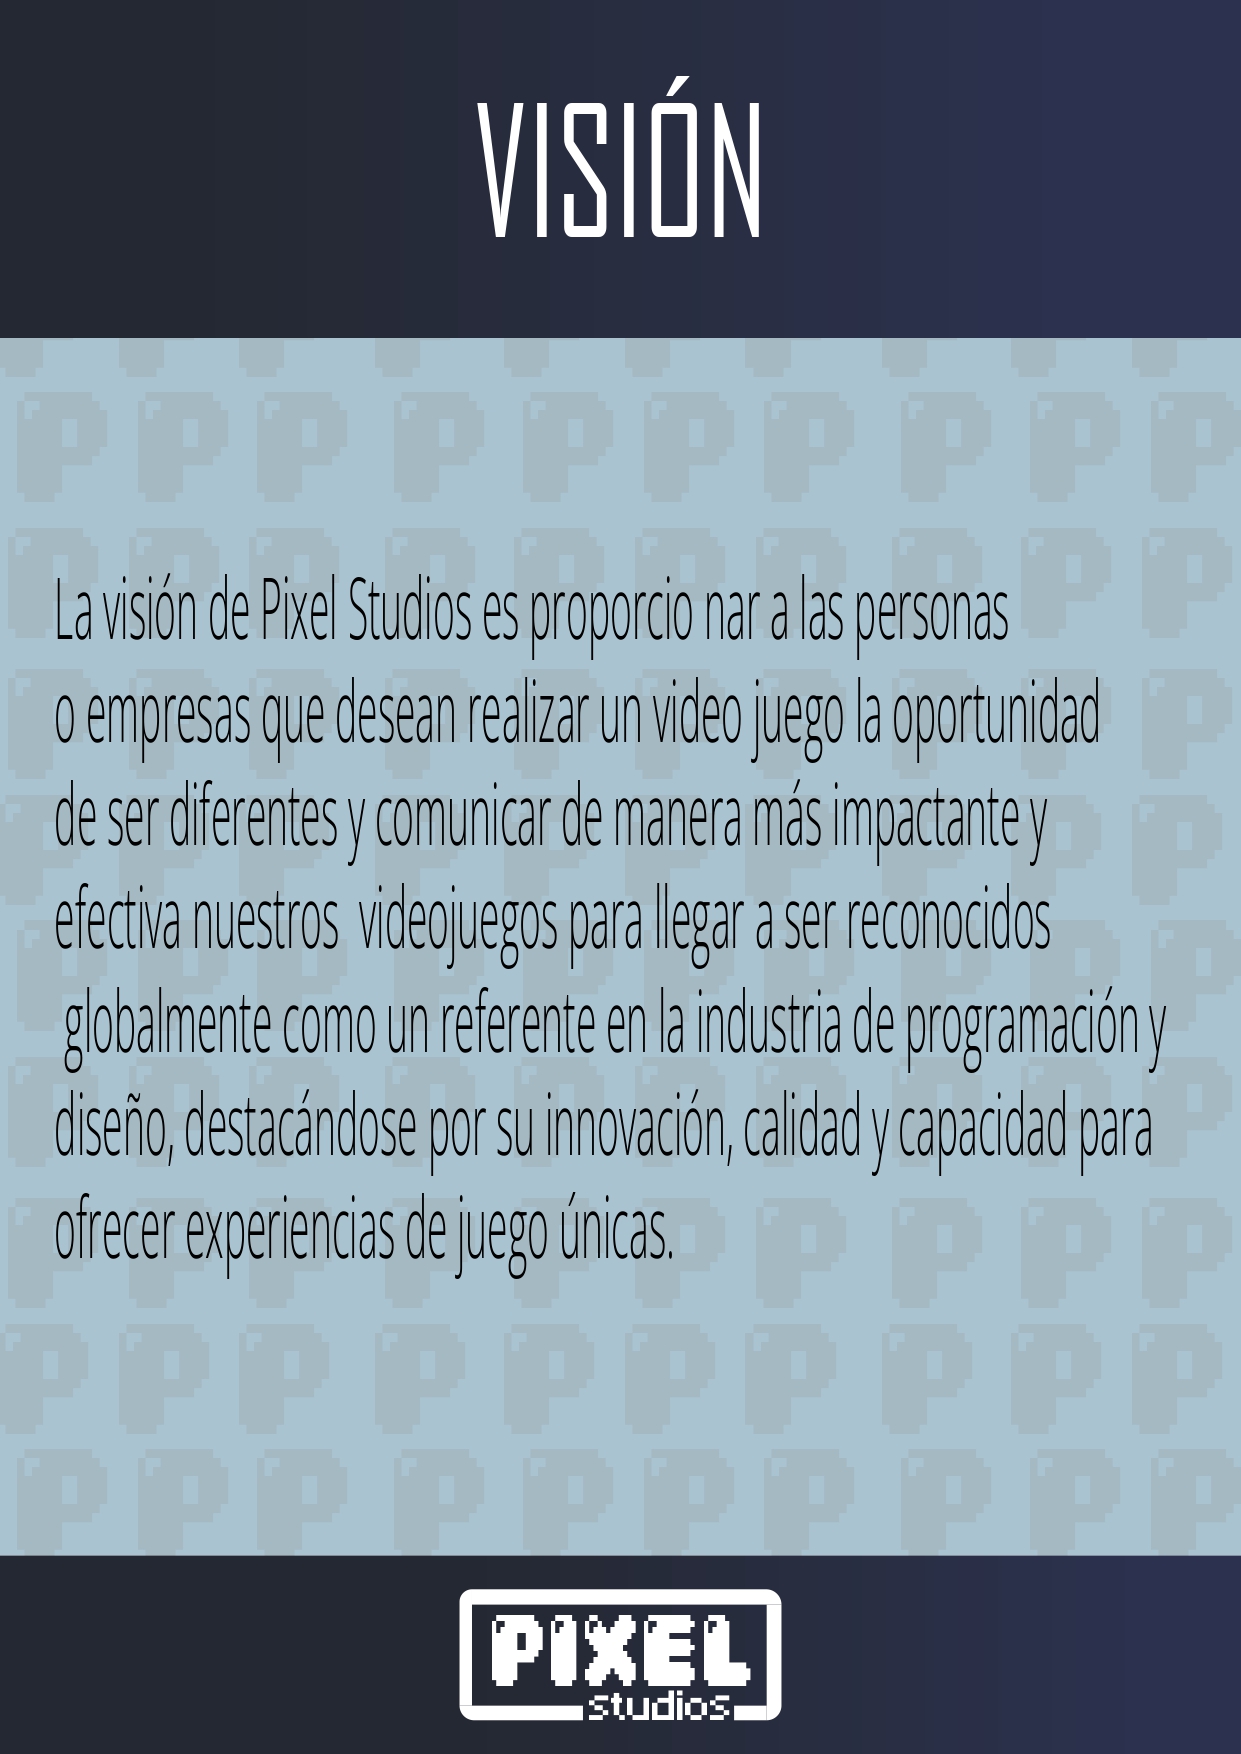 VISIÓN
La visión de Pixel Studios es proporcio nar a las personas
o empresas que desean realizar un video juego la oportunidad
de ser diferentes y comunicar de manera más impactante y
efectiva nuestros  videojuegos para llegar a ser reconocidos
globalmente como un referente en la industria de programación y
diseño, destacándose por su innovación, calidad y capacidad para
ofrecer experiencias de juego únicas.
PIXEL
studios